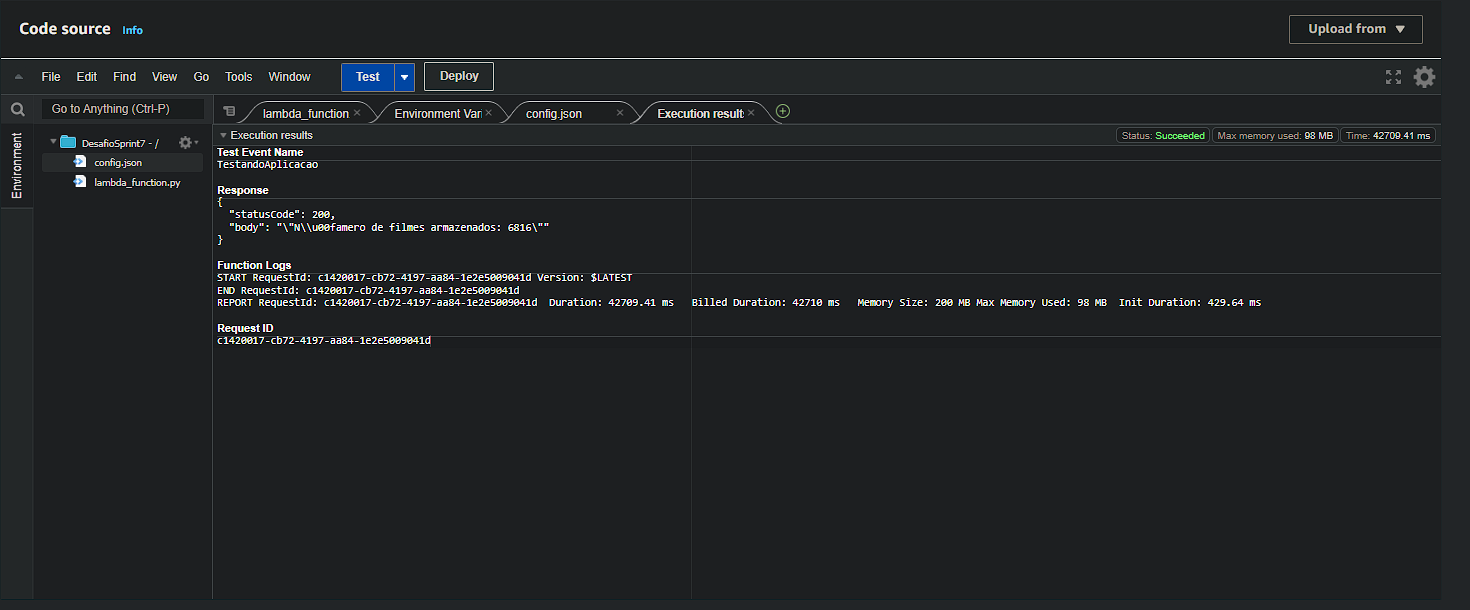 Code source Info
Upload from
File Edit Find View Go Tools Window Test Deploy
Go to Anything (Ctrl-P)
lambda_function Environment Vari config.json Execution results
Environment
DesafioSprint7 - /
config.json
lambda_function.py
Execution results
Status: Succeeded Max memory used: 98 MB Time: 42709.41 ms
Test Event Name
TestandoAplicacao
Response
{
"statusCode": 200,
"body": "\"N\\u00famero de filmes armazenados: 6816\""
}
Function Logs
START RequestId: c1420017-cb72-4197-aa84-1e2e5009041d Version: $LATEST
END RequestId: c1420017-cb72-4197-aa84-1e2e5009041d
REPORT RequestId: c1420017-cb72-4197-aa84-1e2e5009041d Duration: 42709.41 ms Billed Duration: 42710 ms Memory Size: 200 MB Max Memory Used: 98 MB Init Duration: 429.64 ms
Request ID
c1420017-cb72-4197-aa84-1e2e5009041d